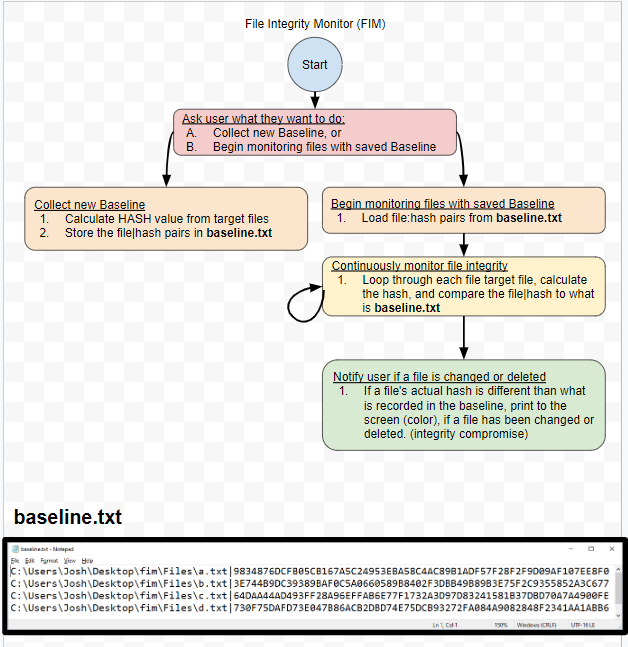 File Integrity Monitor (FIM)
Start
Ask user what they want to do:
A. Collect new Baseline, or
B. Begin monitoring files with saved Baseline
Collect new Baseline
1. Calculate HASH value from target files
2. Store the file|hash pairs in baseline.txt
Begin monitoring files with saved Baseline
1. Load file:hash pairs from baseline.txt
Continuously monitor file integrity
1. Loop through each file target file, calculate
the hash, and compare the file|hash to what
is baseline.txt
Notify user if a file is changed or deleted
1. If a file's actual hash is different than what
is recorded in the baseline, print to the
screen (color), if a file has been changed or
deleted. (integrity compromise)
baseline.txt
baseline.txt - Notepad
File Edit Format View Help
C:\Users\Josh\Desktop\fim\Files\a.txt|9834876DCFB05CB167A5C24953EBA58C4AC89B1ADF57F28F2F9D09AF107EE8F0
C:\Users\Josh\Desktop\fim\Files\b.txt|3E744B9DC39389BAF0C5A0660589B8402F3DBB49B89B3E75F2C9355852A3C677
C:\Users\Josh\Desktop\fim\Files\c.txt|64DAA44AD493FF28A96EFFAB6E77F1732A3D97D83241581B37DBD70A7A4900FE
C:\Users\Josh\Desktop\fim\Files\d.txt|730F75DAFD73E047B86ACB2DBD74E75DCB93272FA084A9082848F2341AA1ABB6
Ln 1, Col 1 150% Windows (CRLF) UTF-16 LE